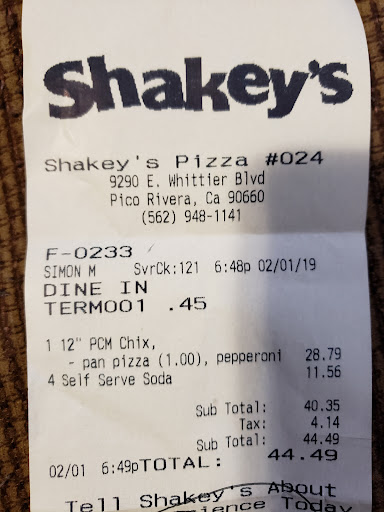 Shakey's
Shakey's Pizza #024
9290 E. Whittier Blvd
Pico Rivera, Ca 90660
(562) 948-1141
F-0233
SIMON M SvrCk:121 6:48p 02/01/19
DINE IN
TERM001 .45
1 12" PCM Chix,
- pan pizza (1.00), pepperoni 28.79
4 Self Serve Soda 11.56
Sub Total: 40.35
Tax: 4.14
Sub Total: 44.49
02/01 6:49pTOTAL: 44.49
Tell Shakey's About
Today